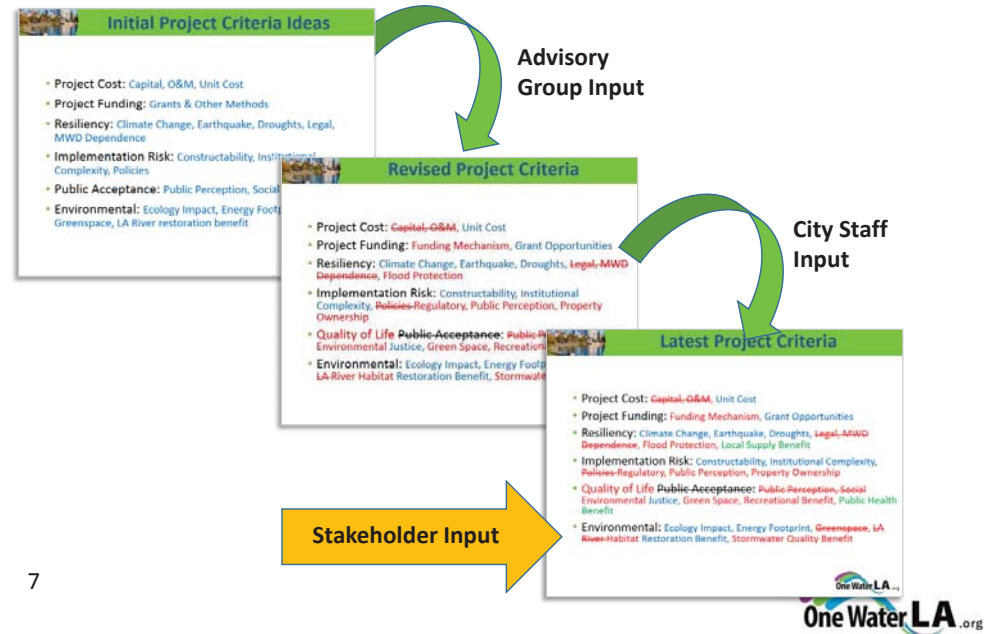 Initial Project Criteria Ideas
• Project Cost: Capital, O&M, Unit Cost
• Project Funding: Grants & Other Methods
• Resiliency: Climate Change, Earthquake, Droughts, Legal,
MWD Dependence
• Implementation Risk: Constructability, Institutional
Complexity, Policies
• Public Acceptance: Public Perception, Social
• Environmental: Ecology Impact, Energy
Greenspace, LA River restoration benefit
Advisory
Group Input
Revised Project Criteria
• Project Cost: Capital, O&M, Unit Cost
• Project Funding: Funding Mechanism, Grant Opportunities
• Resiliency: Climate Change, Earthquake, Droughts, Legal, MWD
Dependence, Flood Protection
• Implementation Risk: Constructability, Institutional
Complexity, Policies Regulatory, Public Perception, Property
Ownership
• Quality of Life Public Acceptance: Public
Environmental Justice, Green Space, Recreation
• Environmental: Ecology Impact, Energy
LA River Habitat Restoration Benefit, Stormwater
City Staff
Input
Latest Project Criteria
• Project Cost: Capital, O&M, Unit Cost
• Project Funding: Funding Mechanism, Grant Opportunities
• Resiliency: Climate Change, Earthquake, Droughts, Legal, MWD
Dependence, Flood Protection, Local Supply Benefit
• Implementation Risk: Constructability, Institutional Complexity,
Policies Regulatory, Public Perception, Property Ownership
• Quality of Life Public Acceptance: Public Perception, Social
Environmental Justice, Green Space, Recreational Benefit, Public Health
Benefit
• Environmental: Ecology Impact, Energy Footprint, Greenspace, LA
River Habitat Restoration Benefit, Stormwater Quality Benefit
Stakeholder Input
7
One Water LA
One Water LA .org